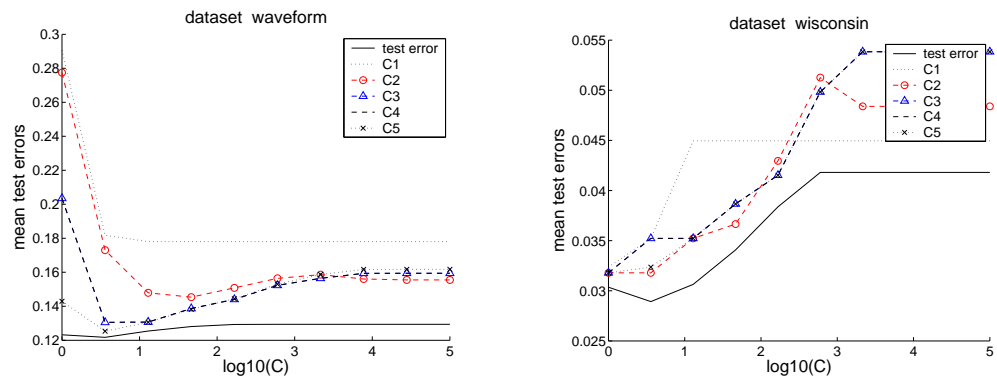 dataset waveform
0.3
0.28
0.26
0.24
0.22
0.2
0.18
0.16
0.14
0.12
mean test errors
0 1 2 3 4 5
log10(C)
test error
C1
C2
C3
C4
C5
dataset wisconsin
0.055
0.05
0.045
0.04
0.035
0.03
0.025
mean test errors
0 1 2 3 4 5
log10(C)
test error
C1
C2
C3
C4
C5